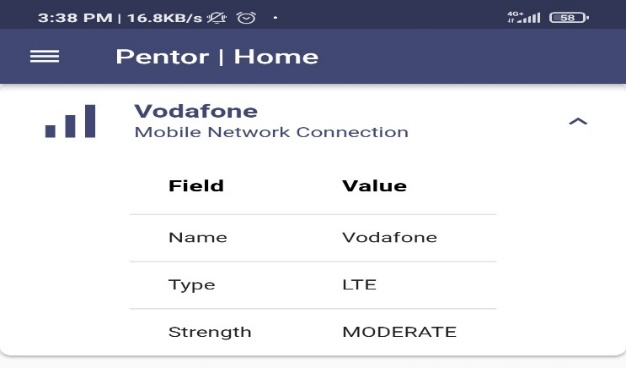 3:38 PM | 16.8KB/s
4G+
58
Pentor | Home
Vodafone
Mobile Network Connection
Field Value
Name Vodafone
Type LTE
Strength MODERATE